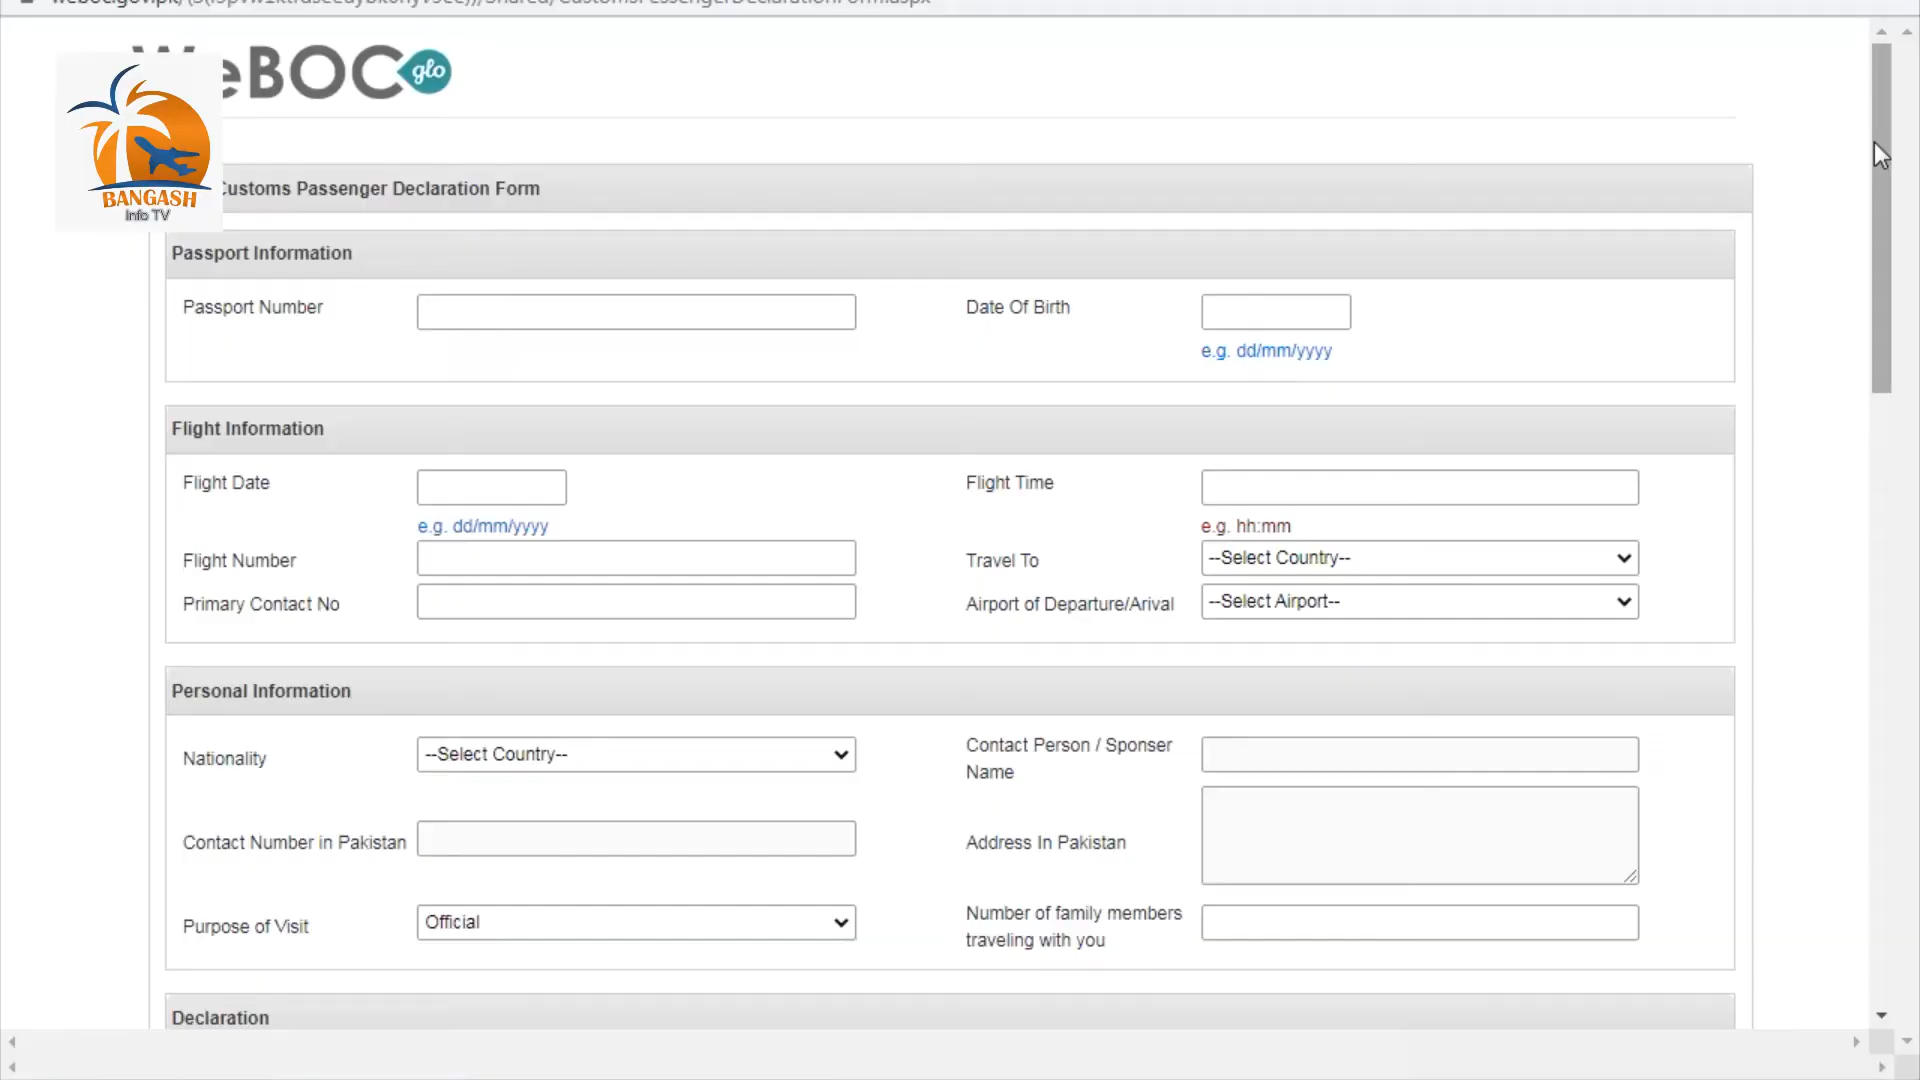 WeBOC glo
BANGASH
Info TV
Customs Passenger Declaration Form
Passport Information
Passport Number
Date Of Birth
e.g. dd/mm/yyyy
Flight Information
Flight Date
Flight Time
e.g. dd/mm/yyyy
e.g. hh:mm
Flight Number
Travel To
--Select Country--
Primary Contact No
Airport of Departure/Arival
--Select Airport--
Personal Information
Nationality
--Select Country--
Contact Person / Sponser
Name
Contact Number in Pakistan
Address In Pakistan
Purpose of Visit
Official
Number of family members
traveling with you
Declaration